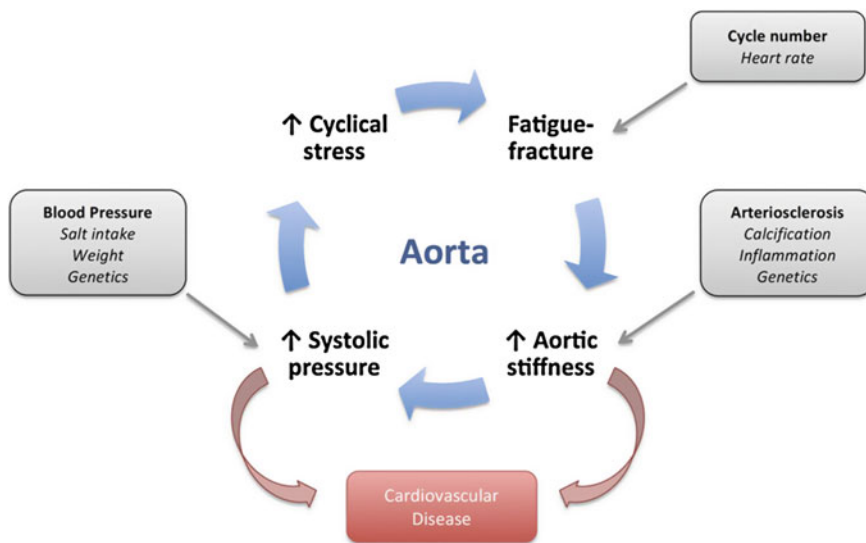 Cycle number
Heart rate
↑ Cyclical
stress
Fatigue-
fracture
Blood Pressure
Salt intake
Weight
Genetics
Aorta
Arteriosclerosis
Calcification
Inflammation
Genetics
↑ Systolic
pressure
↑ Aortic
stiffness
Cardiovascular
Disease